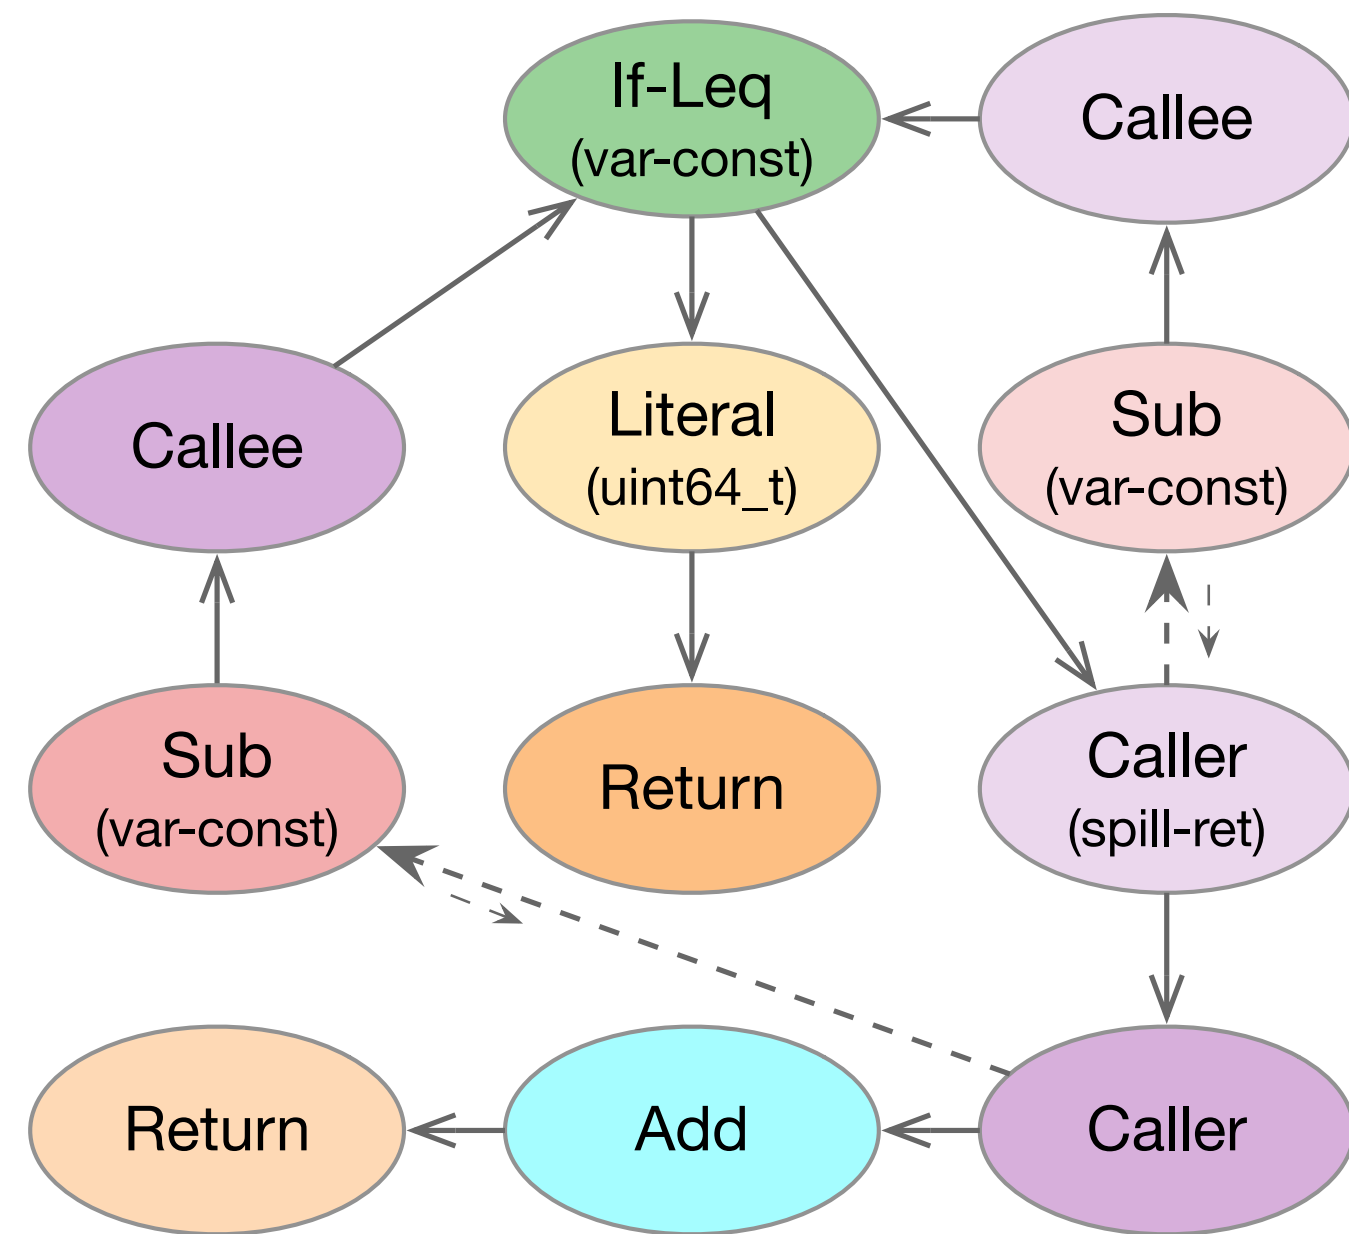 If-Leq
(var-const)
Callee
Callee
Literal
(uint64_t)
Sub
(var-const)
Sub
(var-const)
Return
Caller
(spill-ret)
Return
Add
Caller